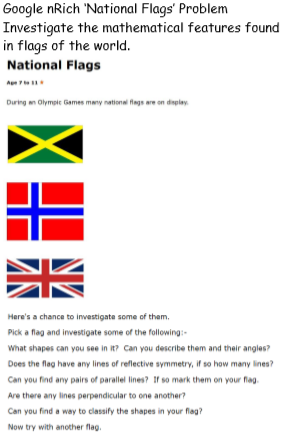 Google nRich 'National Flags' Problem
Investigate the mathematical features found
in flags of the world.
National Flags
Age 7 to 11
During an Olympic Games many national flags are on display.
Here's a chance to investigate some of them.
Pick a flag and investigate some of the following:-
What shapes can you see in it? Can you describe them and their angles?
Does the flag have any lines of reflective symmetry, if so how many lines?
Can you find any pairs of parallel lines? If so mark them on your flag.
Are there any lines perpendicular to one another?
Can you find a way to classify the shapes in your flag?
Now try with another flag.